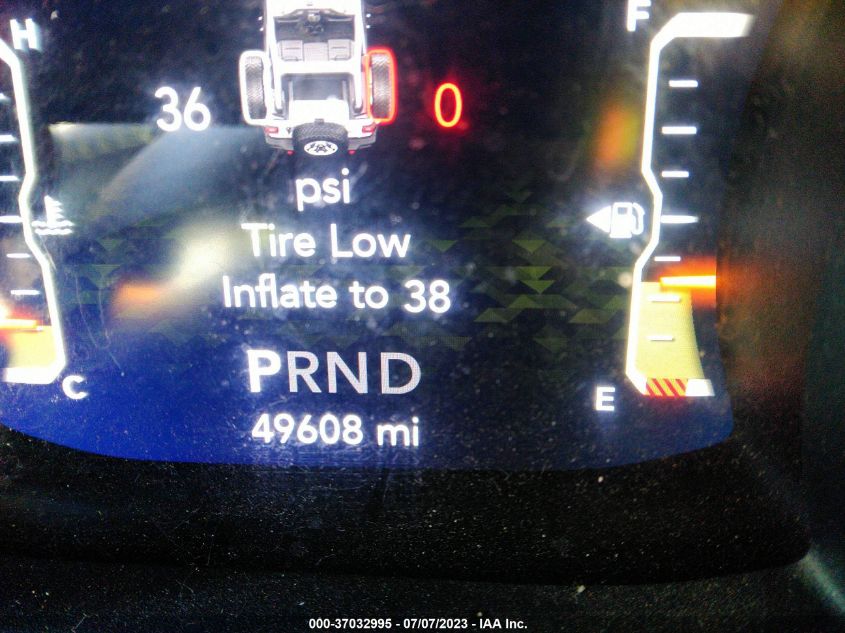 H
F
36
0
psi
Tire Low
Inflate to 38
PRND
C
E
49608 mi
000-37032995 - 07/07/2023 - IAA Inc.